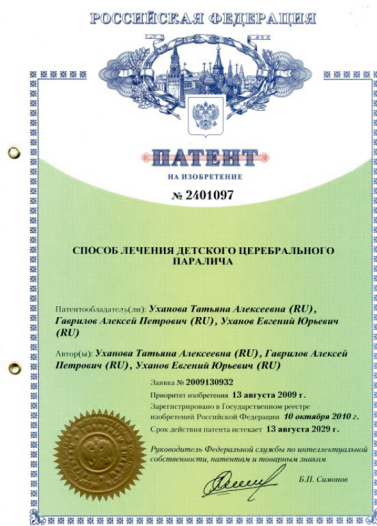 РОССИЙСКАЯ ФЕДЕРАЦИЯ
ПАТЕНТ
НА ИЗОБРЕТЕНИЕ
№ 2401097
СПОСОБ ЛЕЧЕНИЯ ДЕТСКОГО ЦЕРЕБРАЛЬНОГО
ПАРАЛИЧА
Патентообладатель(ли): Уханова Татьяна Алексеевна (RU),
Гаврилов Алексей Петрович (RU), Уханов Евгений Юрьевич
(RU)
Автор(ы): Уханова Татьяна Алексеевна (RU), Гаврилов Алексей
Петрович (RU), Уханов Евгений Юрьевич (RU)
Заявка № 2009130932
Приоритет изобретения 13 августа 2009 г.
Зарегистрировано в Государственном реестре
изобретений Российской Федерации 10 октября 2010 г.
Срок действия патента истекает 13 августа 2029 г.
Руководитель Федеральной службы по интеллектуальной
собственности, патентам и товарным знакам
Б.П. Симонов